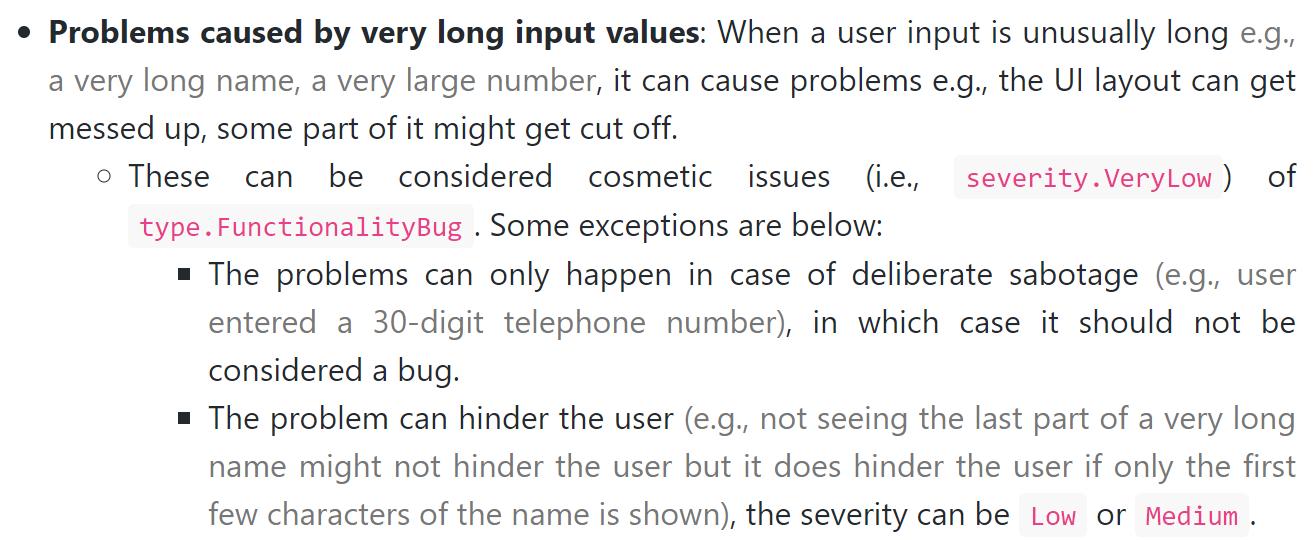 • Problems caused by very long input values: When a user input is unusually long e.g.,
a very long name, a very large number, it can cause problems e.g., the UI layout can get
messed up, some part of it might get cut off.
○ These can be considered cosmetic issues (i.e., severity.VeryLow) of
type.FunctionalityBug. Some exceptions are below:
▪ The problems can only happen in case of deliberate sabotage (e.g., user
entered a 30-digit telephone number), in which case it should not be
considered a bug.
▪ The problem can hinder the user (e.g., not seeing the last part of a very long
name might not hinder the user but it does hinder the user if only the first
few characters of the name is shown), the severity can be Low or Medium.